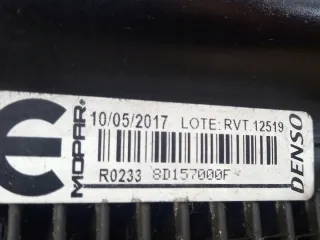 10/05/2017 LOTE: RVT.12519
R0233 8D157000F
MOPAR
DENSO